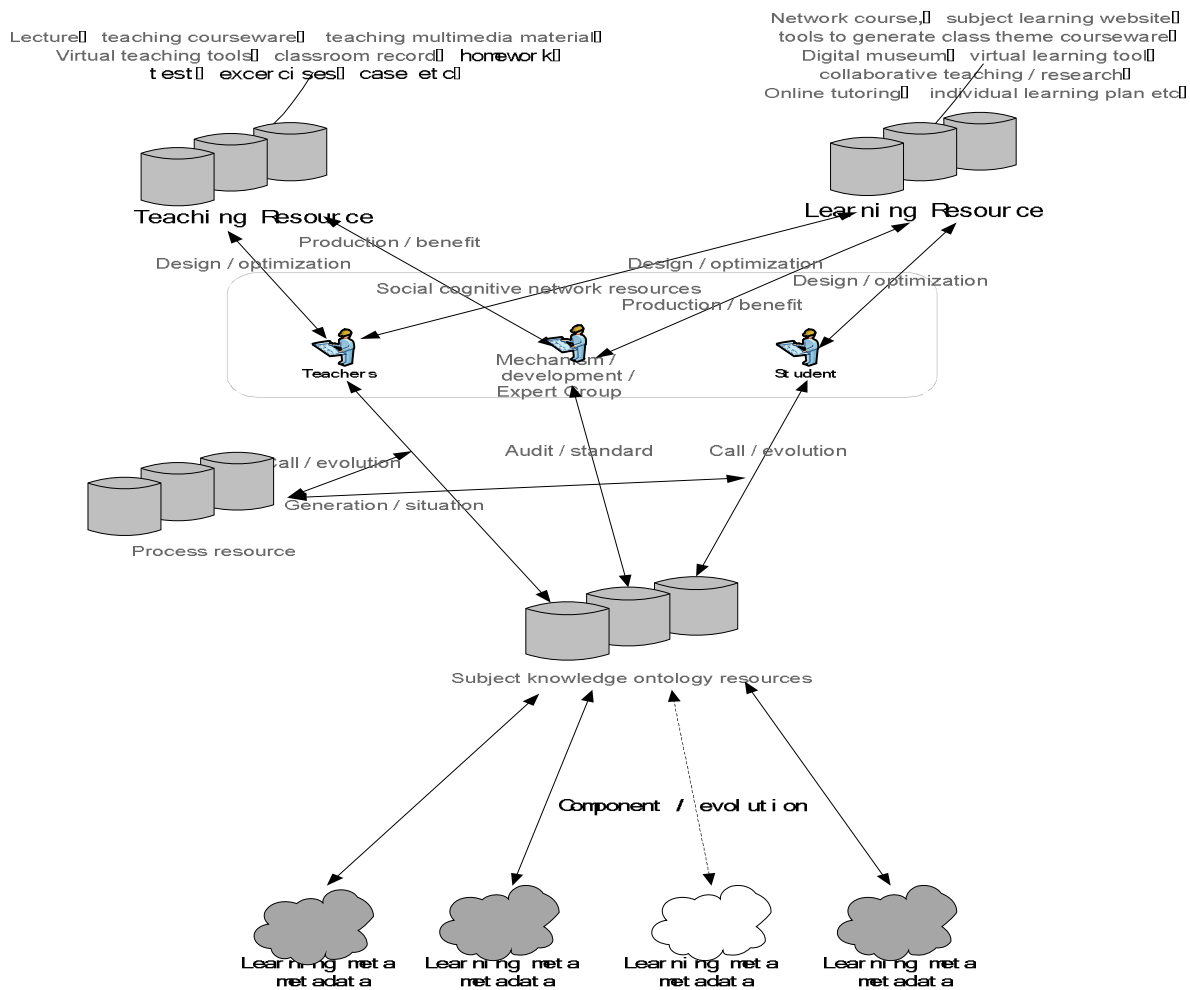 Lecture▯ teaching courseware▯ teaching multimedia material▯
Virtual teaching tools▯ classroom record▯ homework▯
test▯ excercises▯ case etc▯
Network course,▯ subject learning website▯
tools to generate class theme courseware▯
Digital museum▯ virtual learning tool▯
collaborative teaching / research▯
Online tutoring▯ individual learning plan etc▯
Teaching Resource
Learning Resource
Production / benefit
Design / optimization
Design / optimization
Design / optimization
Social cognitive network resources
Production / benefit
Teachers
Mechanism /
development /
Expert Group
Student
Call / evolution
Audit / standard
Call / evolution
Generation / situation
Process resource
Subject knowledge ontology resources
Component / evolution
Learning meta
metadata
Learning meta
metadata
Learning meta
metadata
Learning meta
metadata